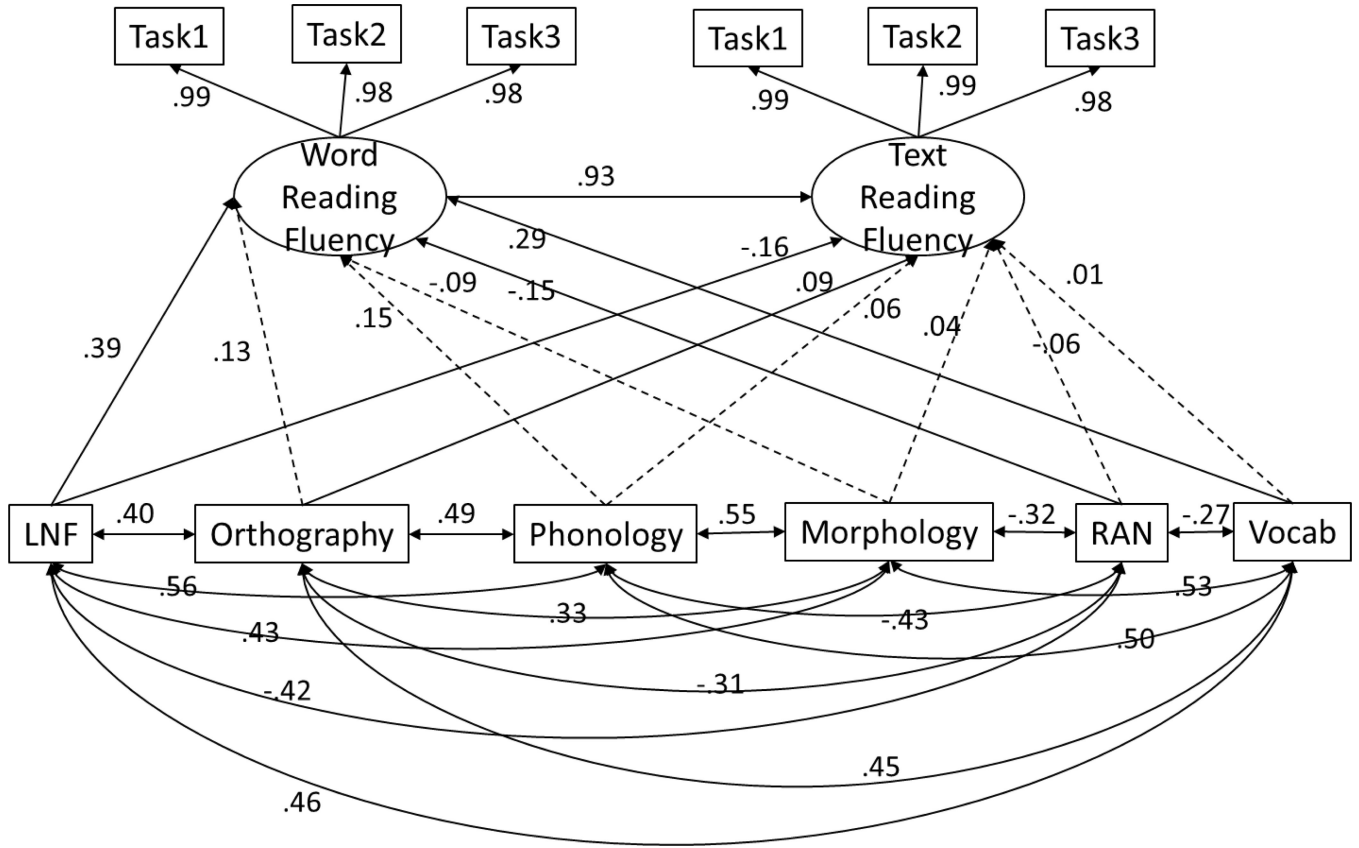 Task1
Task2
Task3
Task1
Task2
Task3
.99
.98
.98
.99
.99
.98
Word
Reading
Fluency
.93
Text
Reading
Fluency
.29
-.16
-.09
-.15
.15
.09
.06
.04
.01
-.06
.39
.13
LNF
.40
Orthography
.49
Phonology
.55
Morphology
-.32
RAN
-.27
Vocab
.56
.33
-.43
.53
.43
.50
-.42
-.31
.45
.46